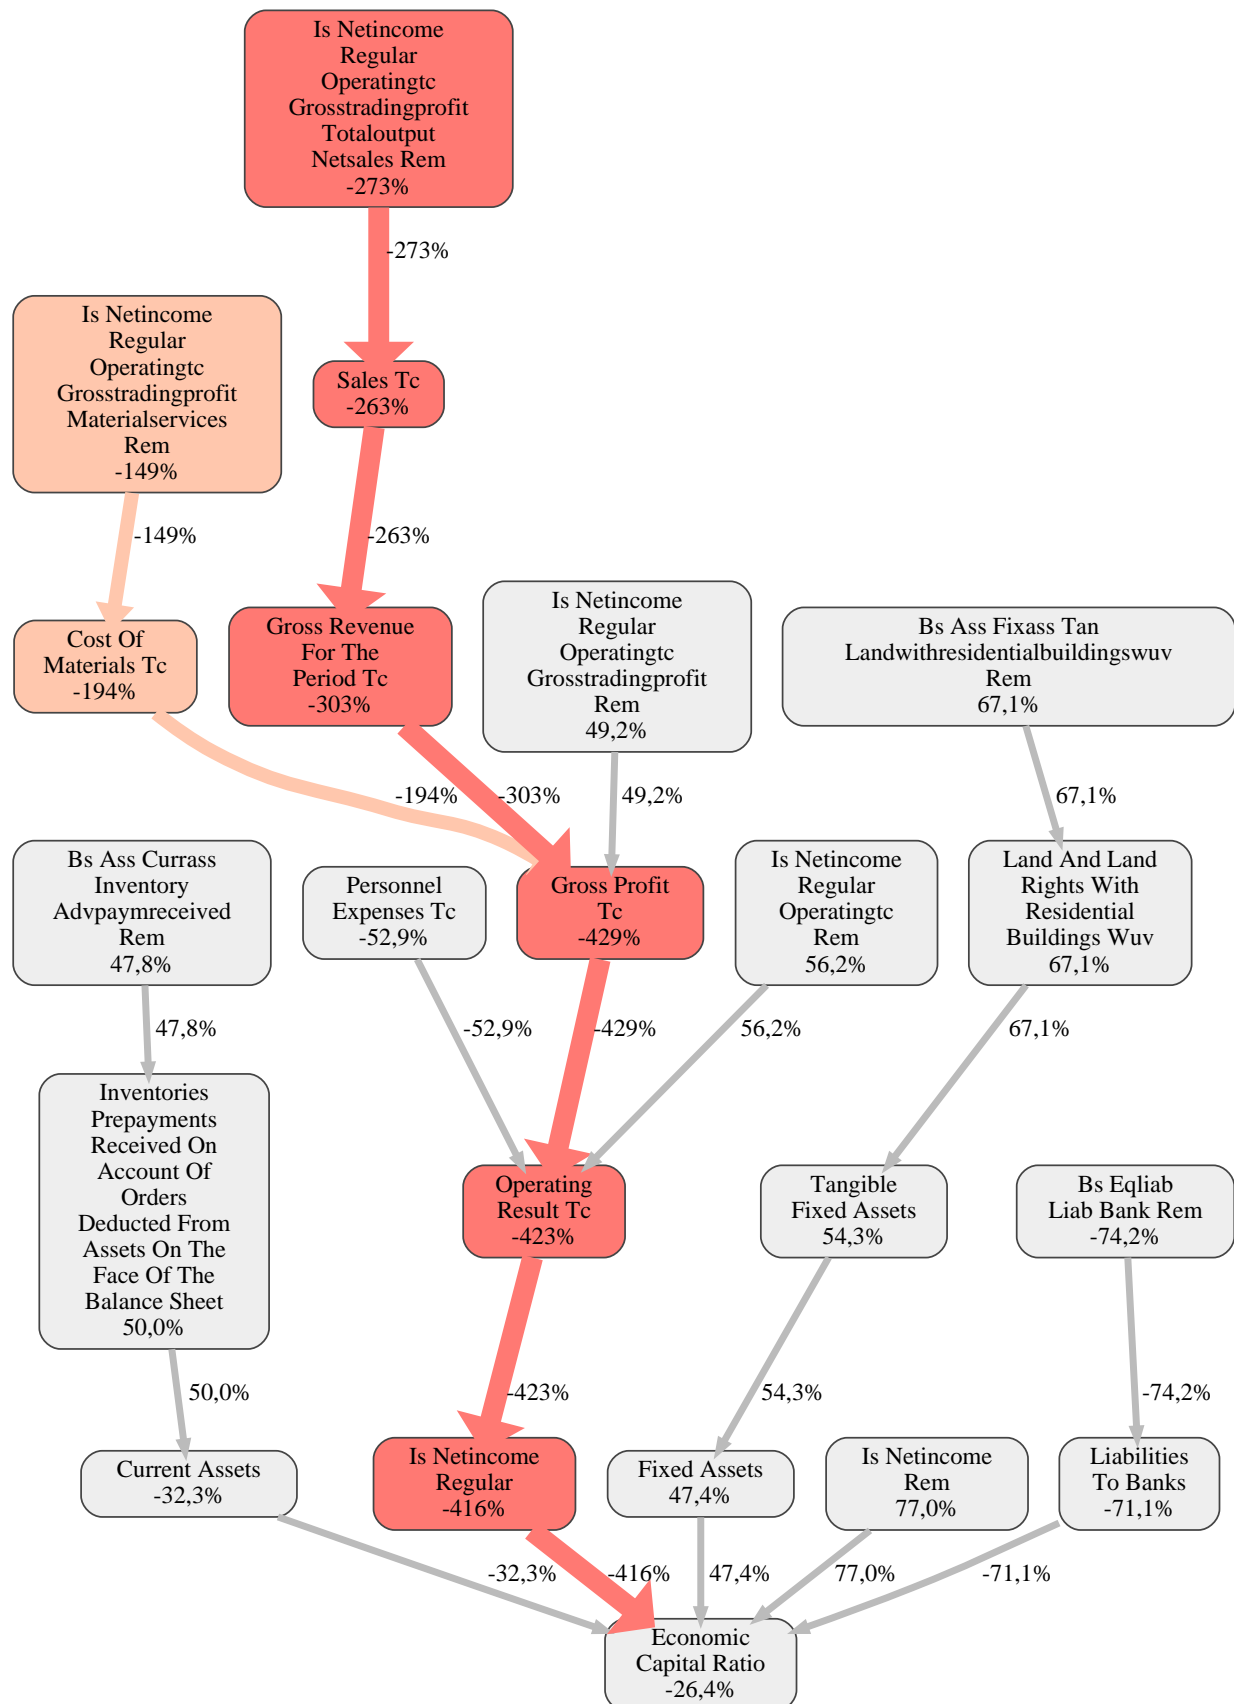 Is Netincome
Regular
Operatingtc
Grosstradingprofit
Totaloutput
Netsales Rem
-273%
-273%
Is Netincome
Regular
Operatingtc
Grosstradingprofit
Materialservices
Rem
-149%
Sales Tc
-263%
-149%
-263%
Cost Of
Materials Tc
-194%
Gross Revenue
For The
Period Tc
-303%
Is Netincome
Regular
Operatingtc
Grosstradingprofit
Rem
49,2%
Bs Ass Fixass Tan
Landwithresidentialbuildingswuv
Rem
67,1%
-194%
-303%
49,2%
67,1%
Bs Ass Currass
Inventory
Advpaymreceived
Rem
47,8%
Personnel
Expenses Tc
-52,9%
Gross Profit
Tc
-429%
Is Netincome
Regular
Operatingtc
Rem
56,2%
Land And Land
Rights With
Residential
Buildings Wuv
67,1%
47,8%
-52,9%
-429%
56,2%
67,1%
Inventories
Prepayments
Received On
Account Of
Orders
Deducted From
Assets On The
Face Of The
Balance Sheet
50,0%
Operating
Result Tc
-423%
Tangible
Fixed Assets
54,3%
Bs Eqliab
Liab Bank Rem
-74,2%
50,0%
-423%
54,3%
-74,2%
Current Assets
-32,3%
Is Netincome
Regular
-416%
Fixed Assets
47,4%
Is Netincome
Rem
77,0%
Liabilities
To Banks
-71,1%
-32,3%
-416%
47,4%
77,0%
-71,1%
Economic
Capital Ratio
-26,4%